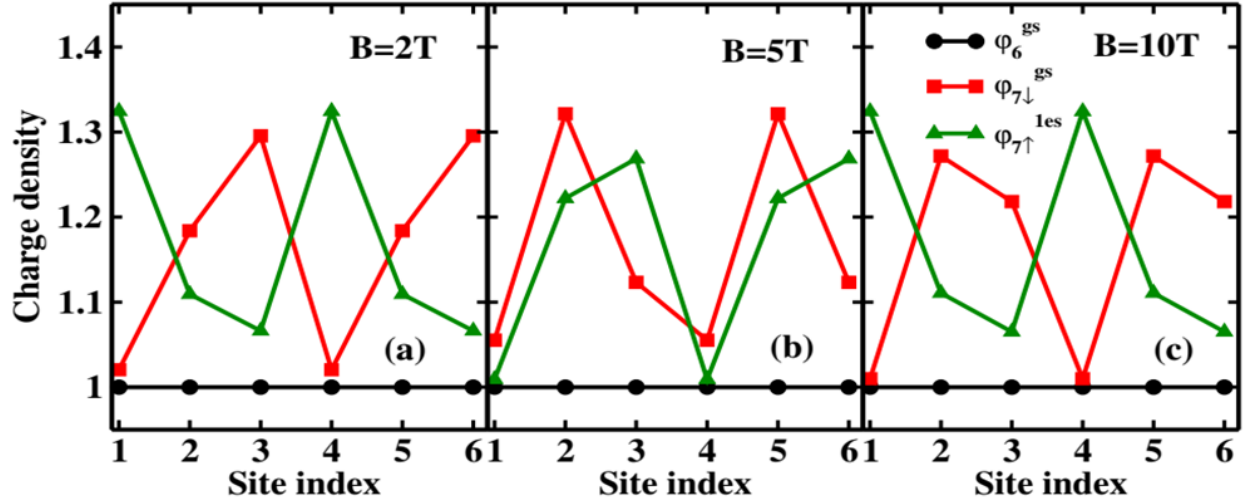 1.4
1.3
1.2
1.1
1
Charge density
B=2T
(a)
1 2 3 4 5 6
Site index
B=5T
(b)
1 2 3 4 5 6
Site index
φ₆^gs
φ₇↓^gs
φ₇↑^1es
B=10T
(c)
1 2 3 4 5 6
Site index